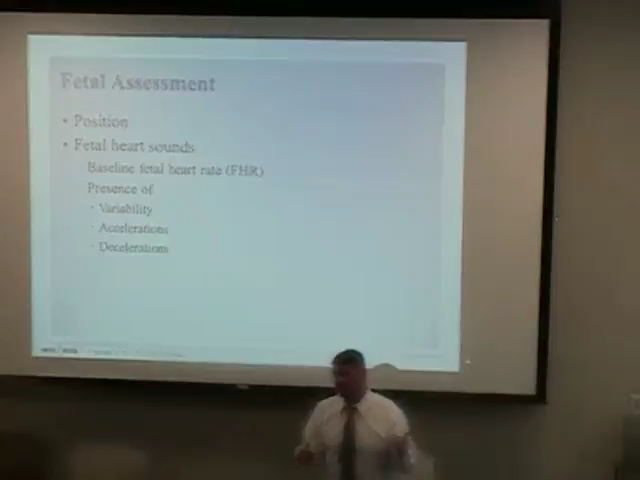 Fetal Assessment
• Position
• Fetal heart sounds
Baseline fetal heart rate (FHR)
Presence of
• Variability
• Accelerations
• Decelerations